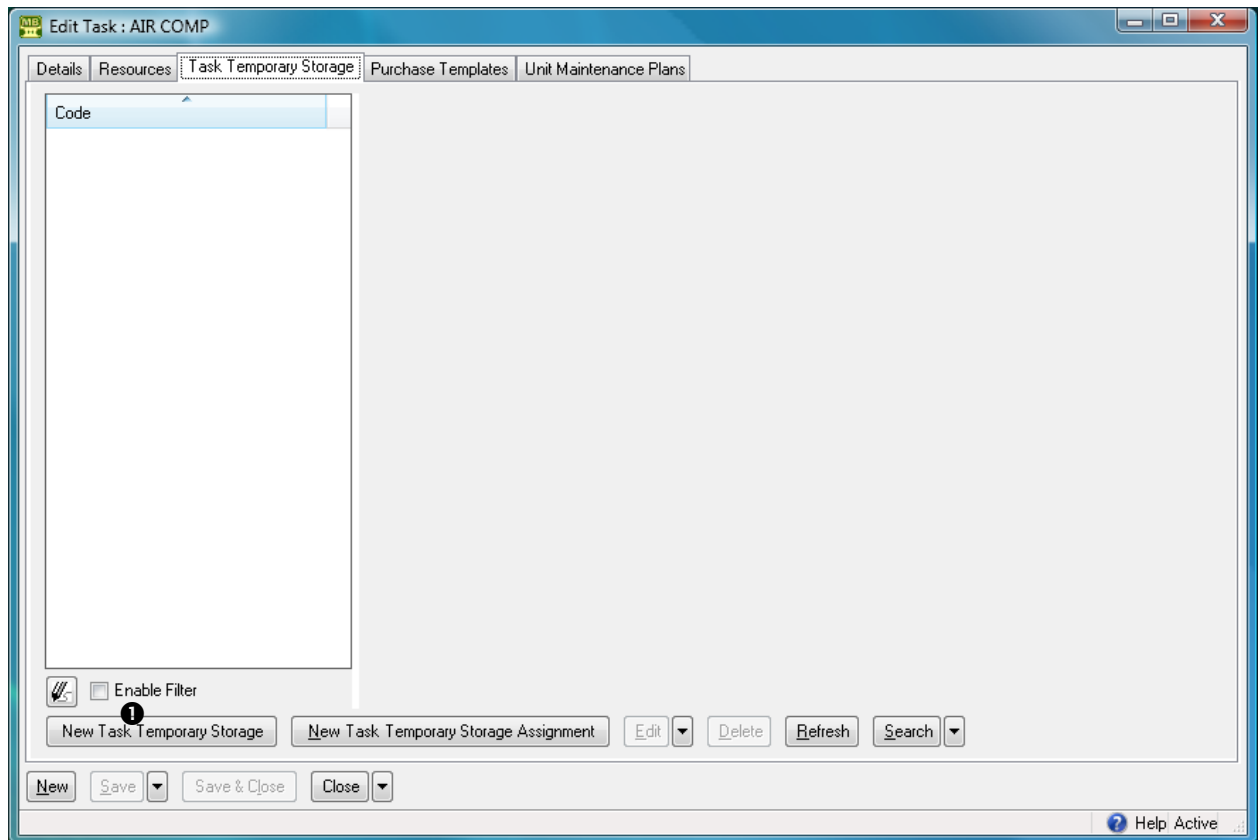 MB
Edit Task : AIR COMP
Details Resources Task Temporary Storage Purchase Templates Unit Maintenance Plans
Code
Enable Filter
1
New Task Temporary Storage New Task Temporary Storage Assignment Edit Delete Refresh Search
New Save Save & Close Close
? Help Active